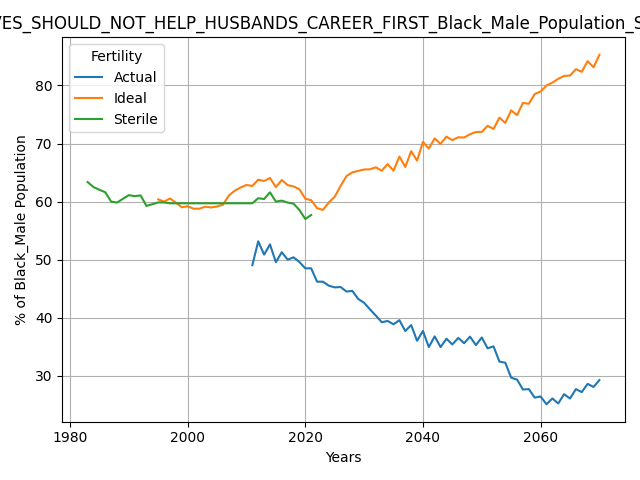 ES_SHOULD_NOT_HELP_HUSBANDS_CAREER_FIRST_Black_Male_Population_
Fertility
Actual
Ideal
Sterile
80
70
60
50
40
30
% of Black_Male Population
1980
2000
2020
2040
2060
Years